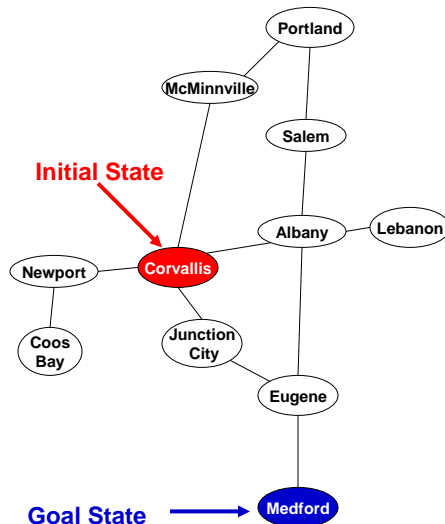 Portland
McMinnville
Salem
Initial State
Albany
Lebanon
Newport
Corvallis
Coos
Bay
Junction
City
Eugene
Goal State
Medford